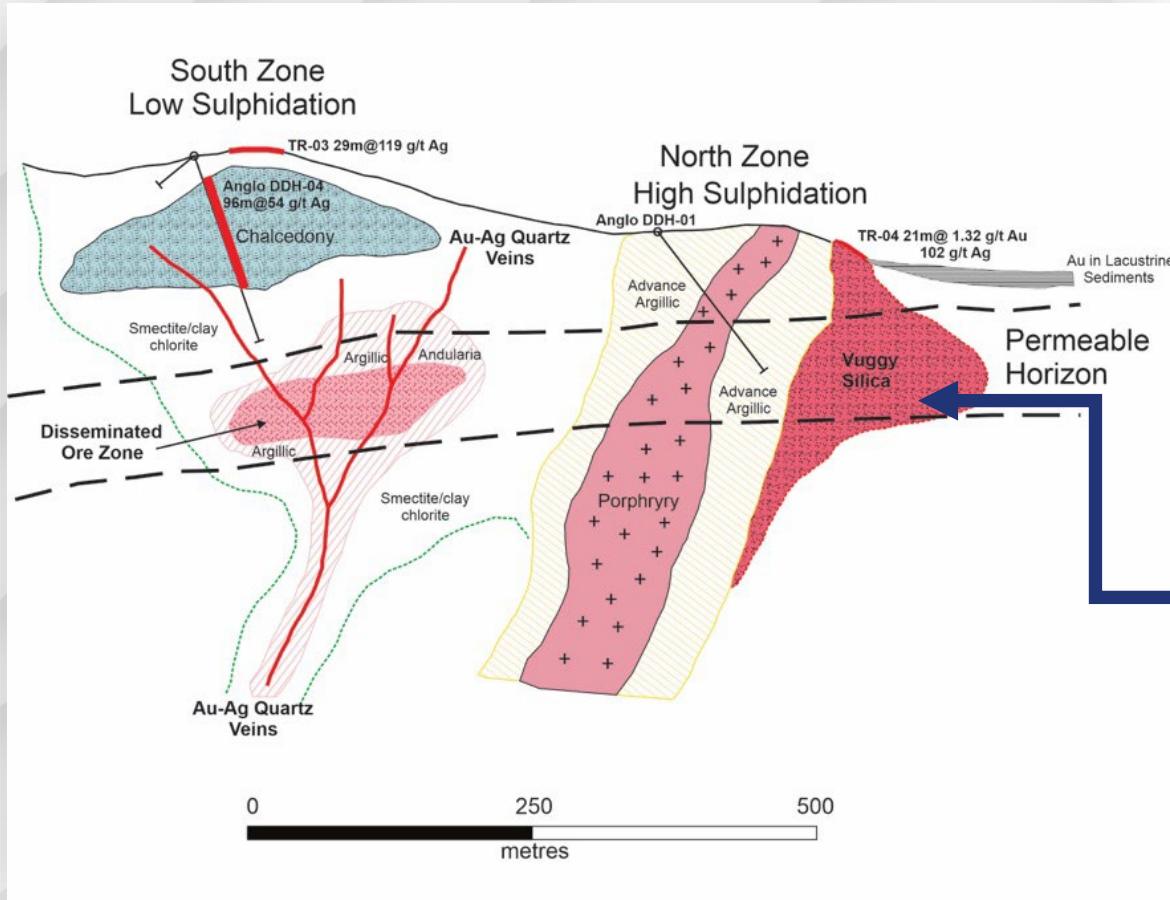 South Zone
Low Sulphidation
TR-03 29m@119 g/t Ag
Anglo DDH-04
96m@54 g/t Ag
Chalcedony
Au-Ag Quartz
Veins
North Zone
High Sulphidation
Anglo DDH-01
TR-04 21m@ 1.32 g/t Au
102 g/t Ag
Au in Lacustrine
Sediments
Advance
Argillic
Smectite/clay
chlorite
Argillic
Andularia
Permeable
Horizon
Vuggy
Silica
Advance
Argillic
Disseminated
Ore Zone
Argillic
Smectite/clay
chlorite
Porphryry
Au-Ag Quartz
Veins
0 250 500
metres